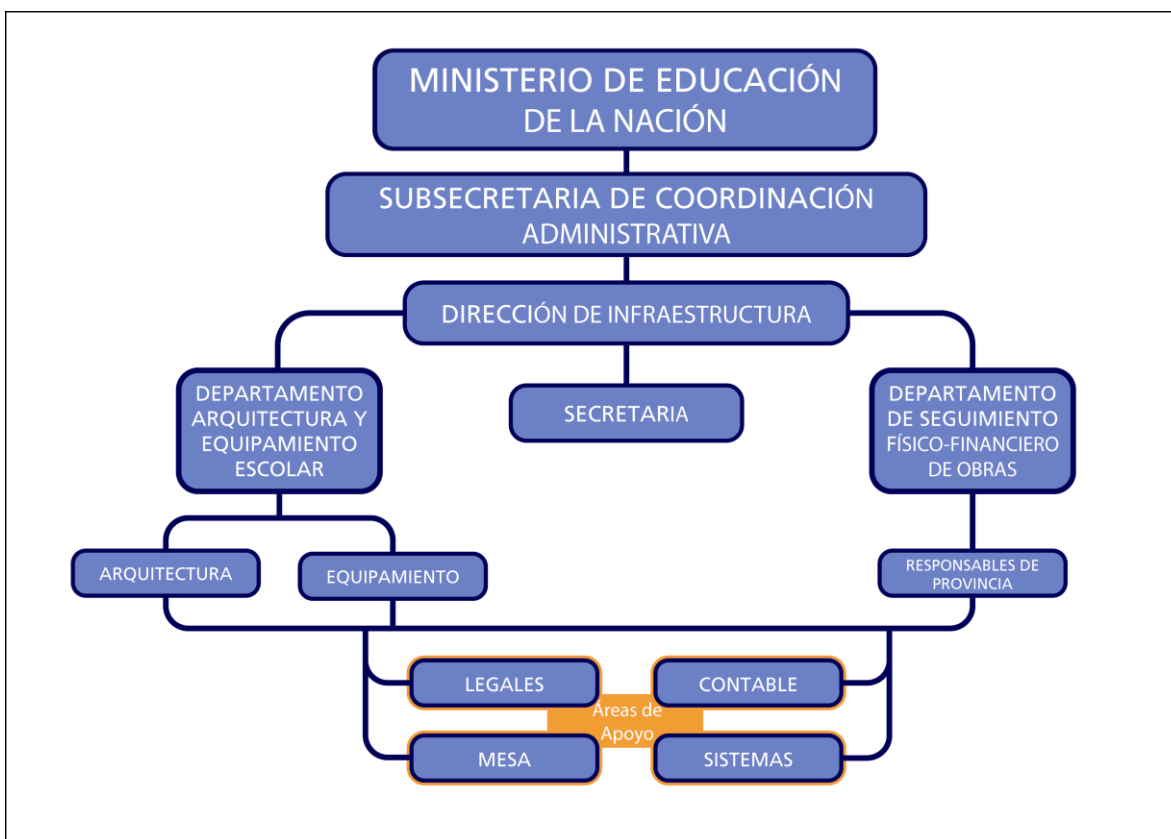 MINISTERIO DE EDUCACIÓN
DE LA NACIÓN
SUBSECRETARIA DE COORDINACIÓN
ADMINISTRATIVA
DIRECCIÓN DE INFRAESTRUCTURA
DEPARTAMENTO
ARQUITECTURA Y
EQUIPAMIENTO
ESCOLAR
SECRETARIA
DEPARTAMENTO
DE SEGUIMIENTO
FÍSICO-FINANCIERO
DE OBRAS
ARQUITECTURA
EQUIPAMIENTO
RESPONSABLES DE
PROVINCIA
LEGALES
CONTABLE
Áreas de
Apoyo
MESA
SISTEMAS